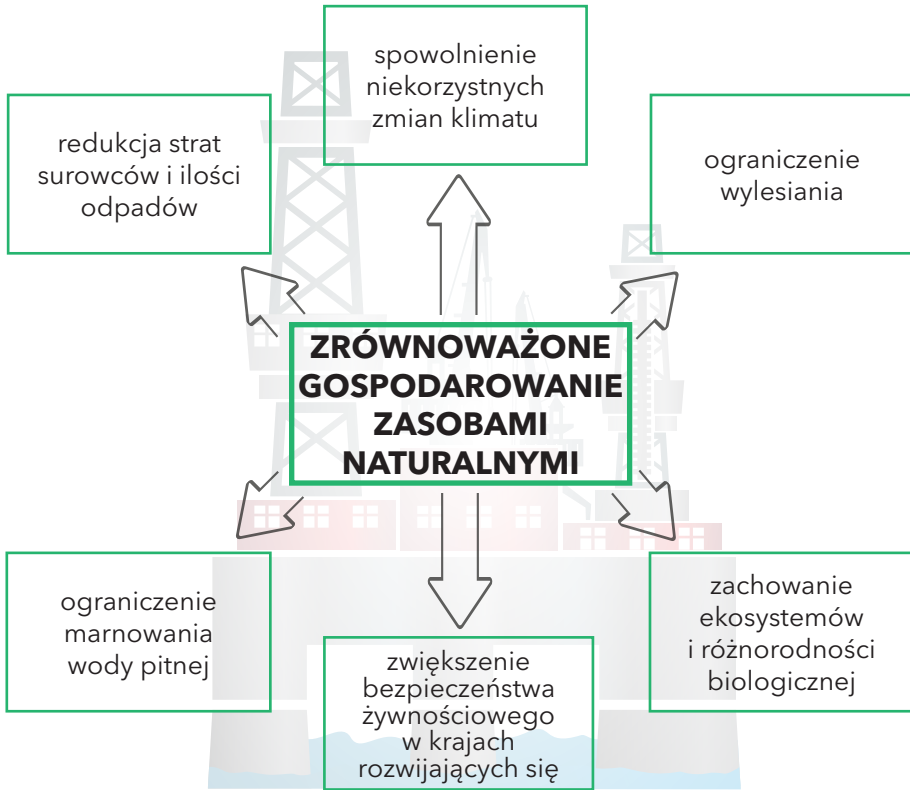 spowolnienie
niekorzystnych
zmian klimatu
redukcja strat
surowców i ilości
odpadów
ograniczenie
wylesiania
ZRÓWNOWAŻONE
GOSPODAROWANIE
ZASOBAMI
NATURALNYMI
ograniczenie
marnowania
wody pitnej
zwiększenie
bezpieczeństwa
żywnościowego
w krajach
rozwijających się
zachowanie
ekosystemów
i różnorodności
biologicznej